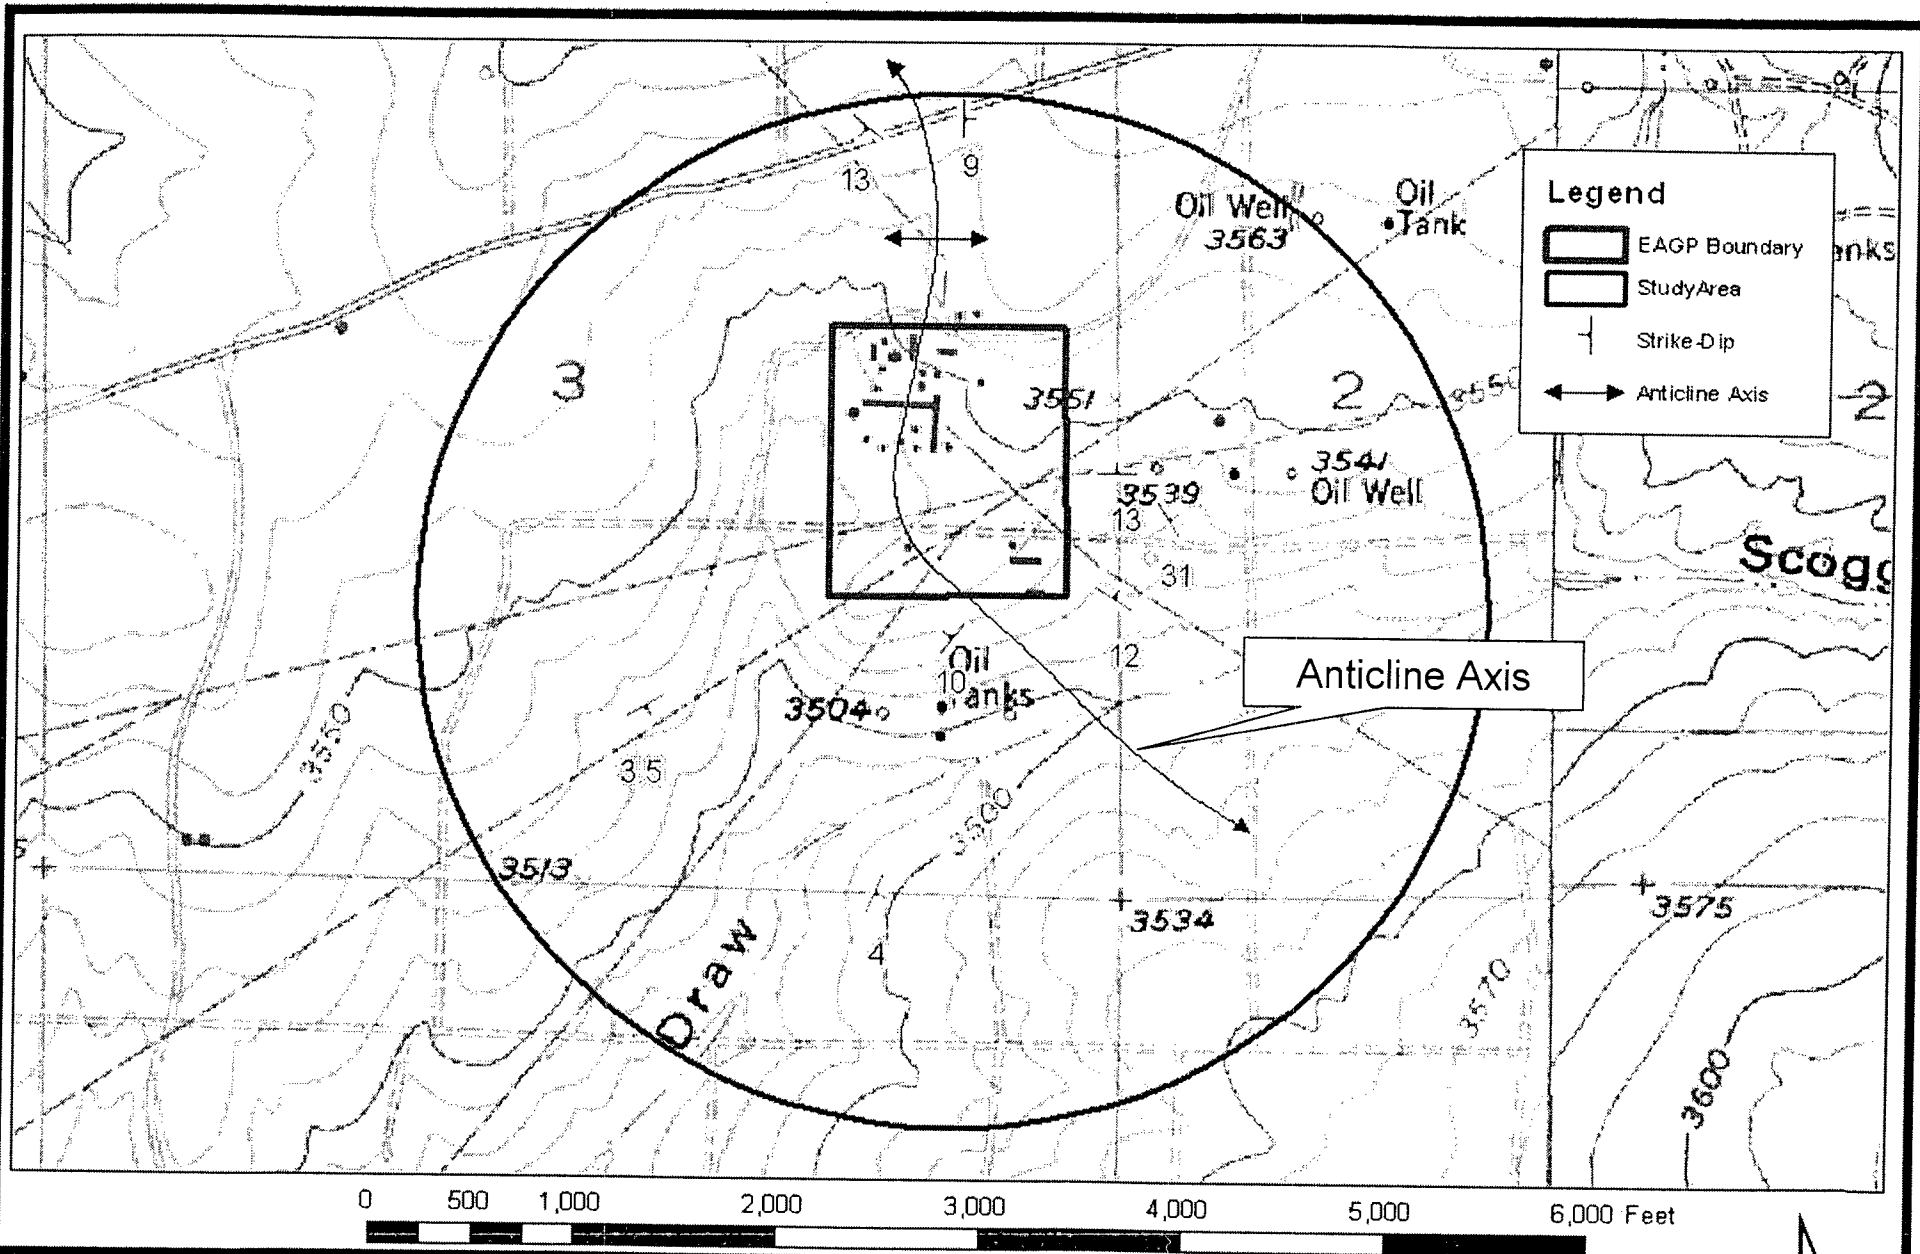 13
9
Oil Well
3563
Oil
Tank
Legend
EAGP Boundary
StudyArea
Strike-Dip
Anticline Axis
anks
3
2
2
3551
3550
3539
3541
Oil Well
13
31
12
Scogg
Oil
Tanks
10
3504
Anticline Axis
3550
3.5
3500
3513
3534
3575
4
Draw
3570
3600
0 500 1,000 2,000 3,000 4,000 5,000 6,000 Feet